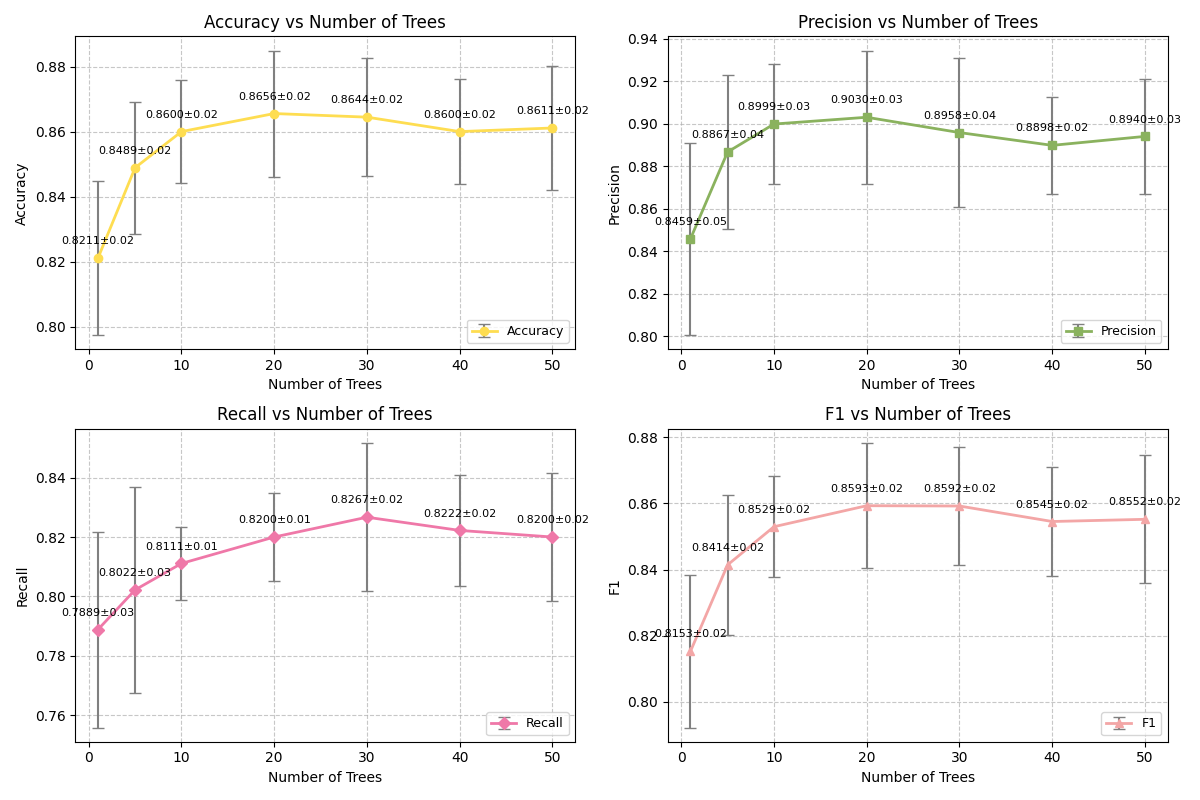 Accuracy vs Number of Trees
0.88
0.86
0.84
0.82
0.80
Accuracy
0.8211±0.02
0.8489±0.02
0.8600±0.02
0.8656±0.02
0.8644±0.02
0.8600±0.02
0.8611±0.02
Accuracy
0 10 20 30 40 50
Number of Trees
Precision vs Number of Trees
0.94
0.92
0.90
0.88
0.86
0.84
0.82
0.80
Precision
0.8459±0.05
0.8867±0.04
0.8999±0.03
0.9030±0.03
0.8958±0.04
0.8898±0.02
0.8940±0.03
Precision
0 10 20 30 40 50
Number of Trees
Recall vs Number of Trees
0.84
0.82
0.80
0.78
0.76
Recall
0.7889±0.03
0.8022±0.03
0.8111±0.01
0.8200±0.01
0.8267±0.02
0.8222±0.02
0.8200±0.02
Recall
0 10 20 30 40 50
Number of Trees
F1 vs Number of Trees
0.88
0.86
0.84
0.82
0.80
F1
0.8153±0.02
0.8414±0.02
0.8529±0.02
0.8593±0.02
0.8592±0.02
0.8545±0.02
0.8552±0.02
F1
0 10 20 30 40 50
Number of Trees